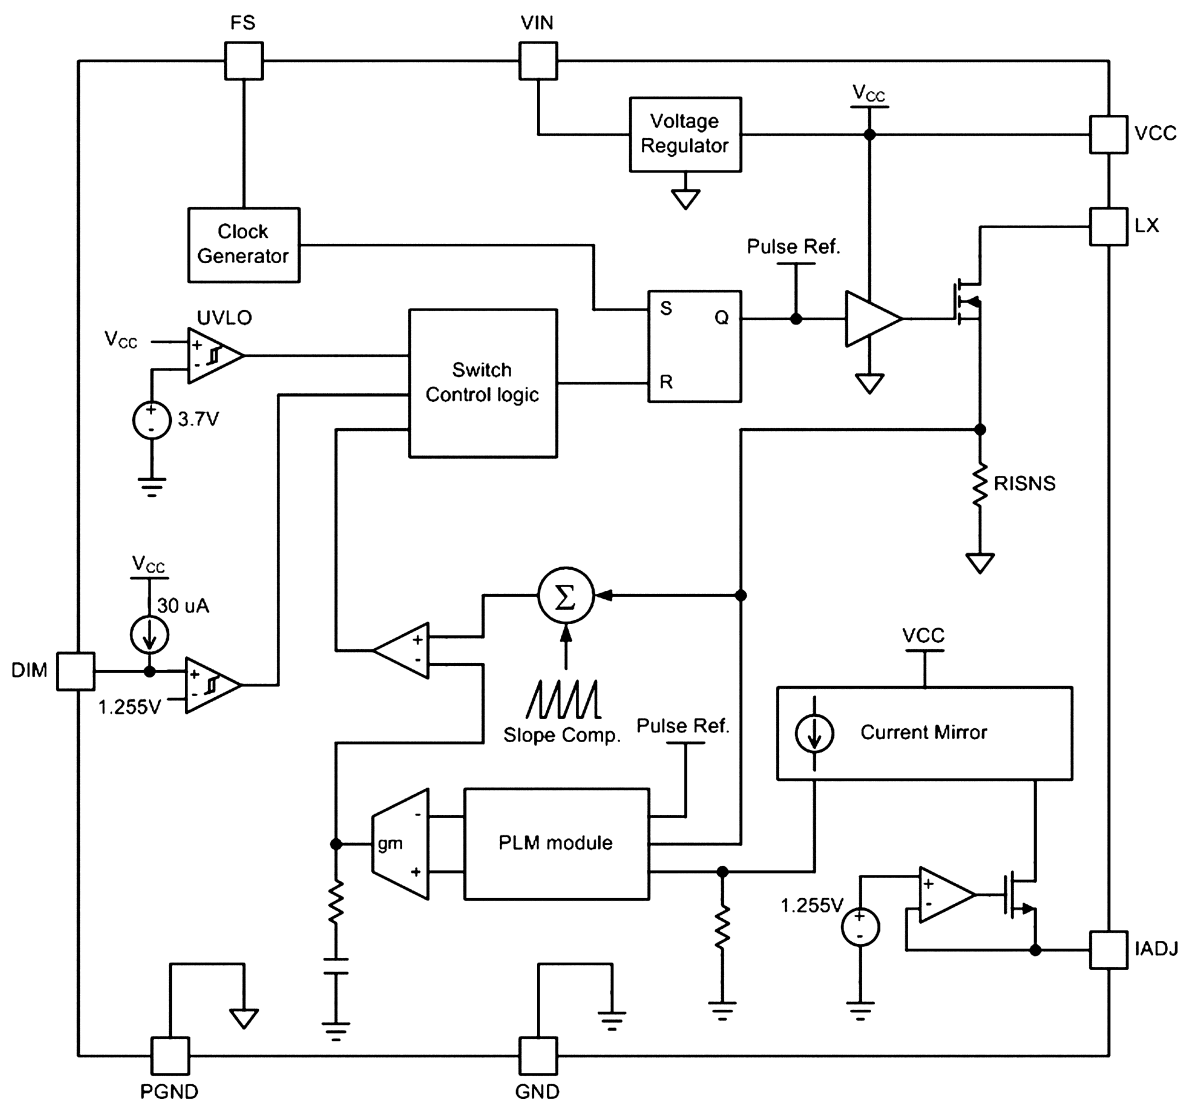 FS
VIN
VCC
Voltage
Regulator
VCC
LX
Clock
Generator
Pulse Ref.
UVLO
VCC
+
-
S
Q
R
Switch
Control logic
+
-
3.7V
RISNS
VCC
30 uA
Σ
DIM
+
-
1.255V
+
-
Slope Comp.
VCC
Pulse Ref.
Current Mirror
-
gm
+
PLM module
1.255V
+
-
+
-
IADJ
PGND
GND